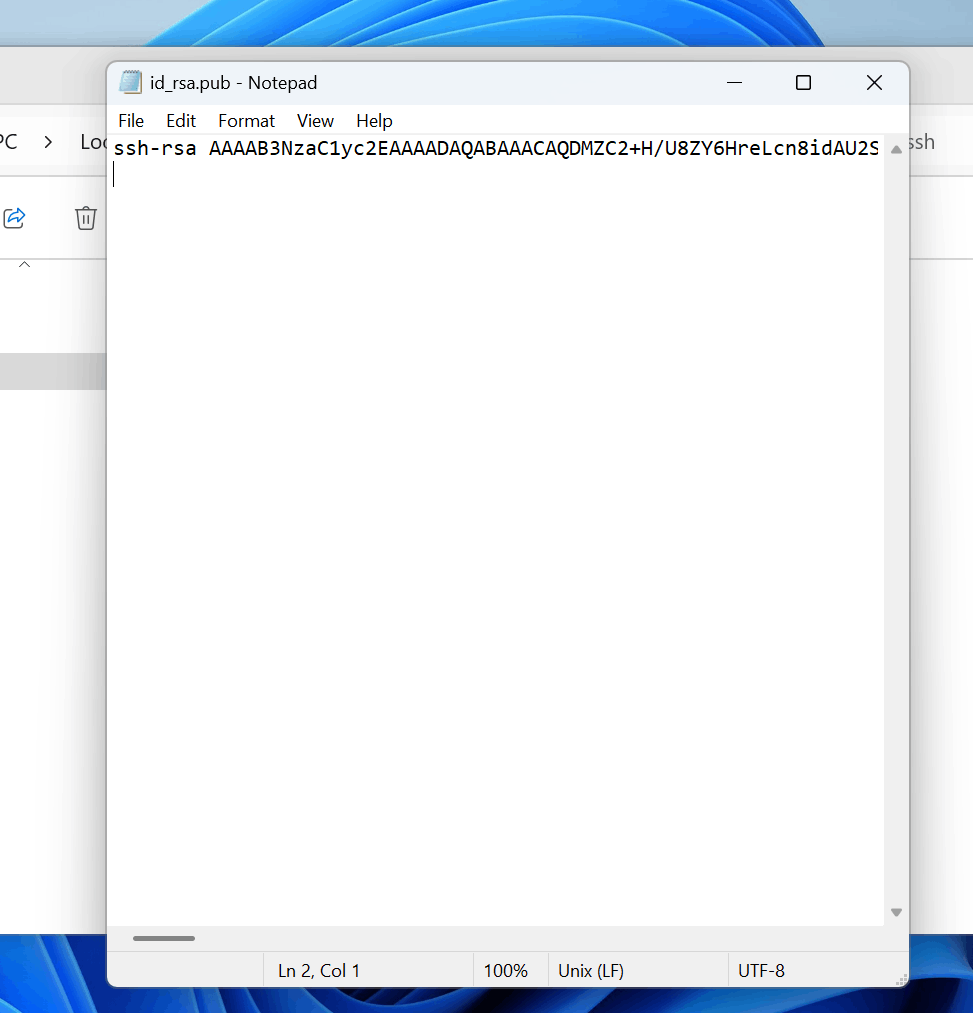 id_rsa.pub - Notepad
File Edit Format View Help
PC > Loc
ssh-rsa AAAAB3NzaC1yc2EAAAADAQABAAACAQDMZC2+H/U8ZY6HreLcn8idAU2S
ssh
Ln 2, Col 1 100% Unix (LF) UTF-8